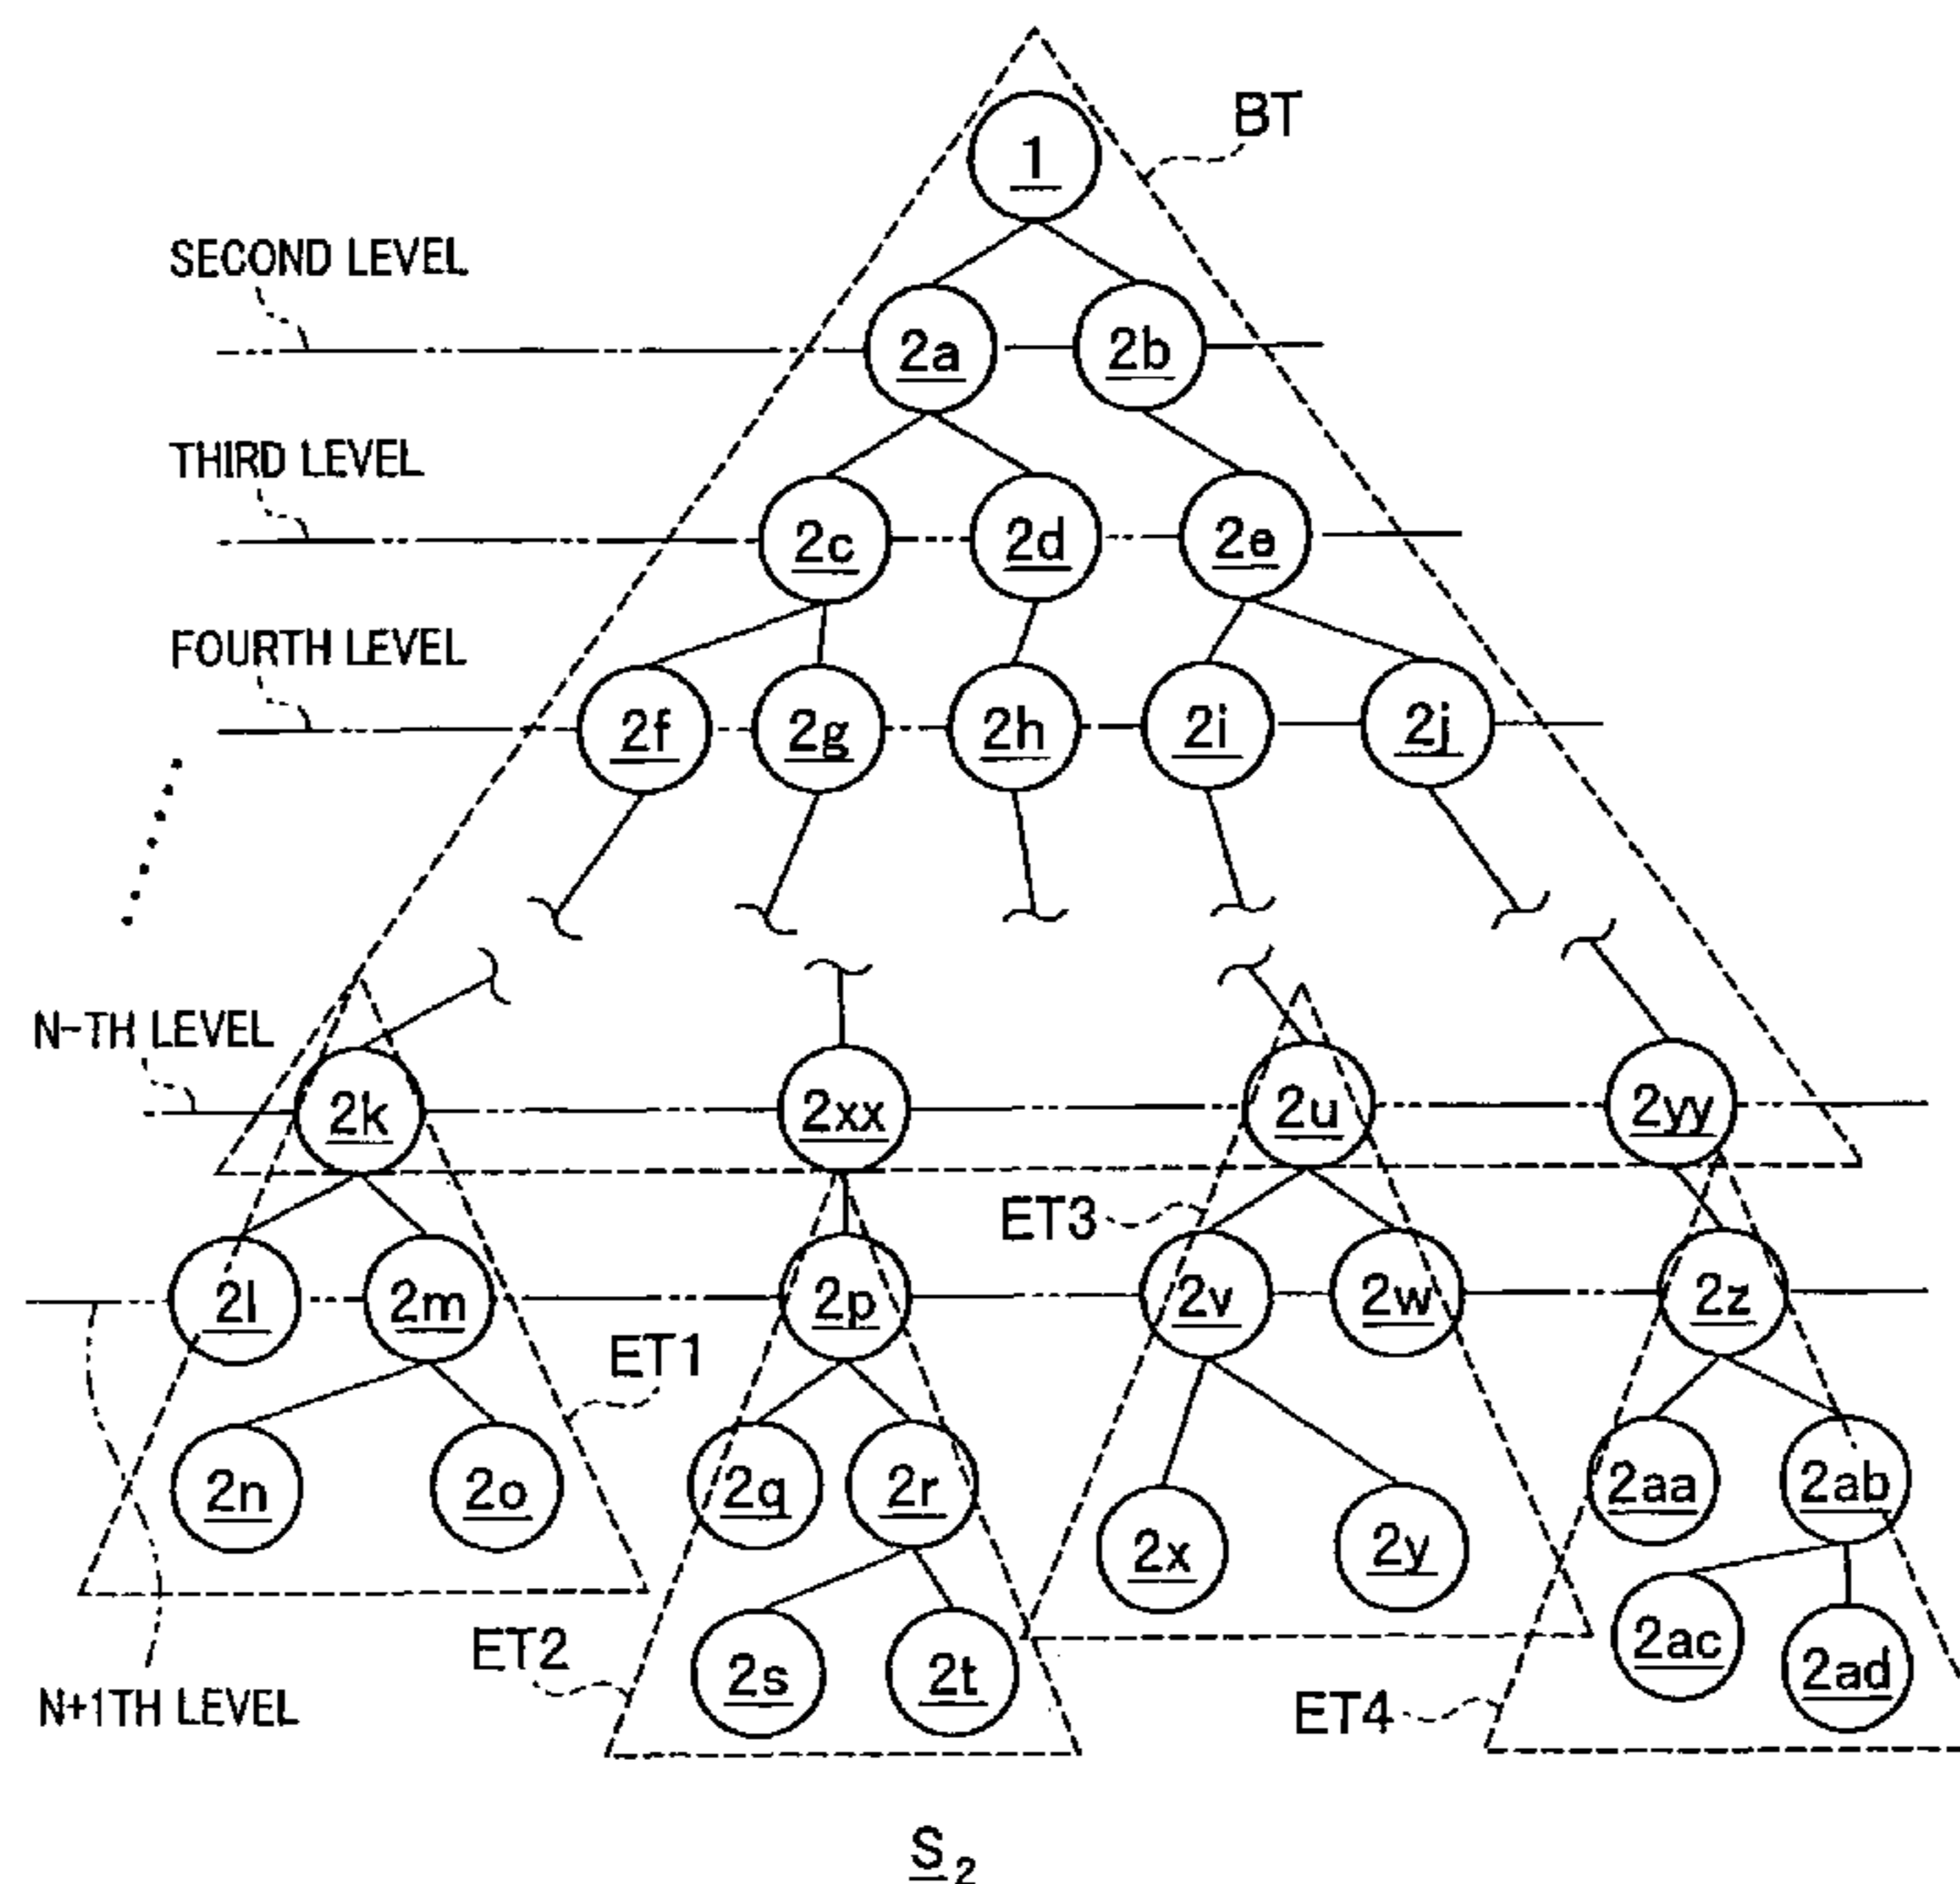 BT
1
SECOND LEVEL
2a 2b
THIRD LEVEL
2c 2d 2e
FOURTH LEVEL
2f 2g 2h 2i 2j
N-TH LEVEL
2k 2xx 2u 2yy
ET3
2l 2m 2p 2v 2w 2z
ET1
2n 2o 2q 2r 2x 2y 2aa 2ab
ET2
2s 2t 2ac 2ad
N+1TH LEVEL
ET4
S2